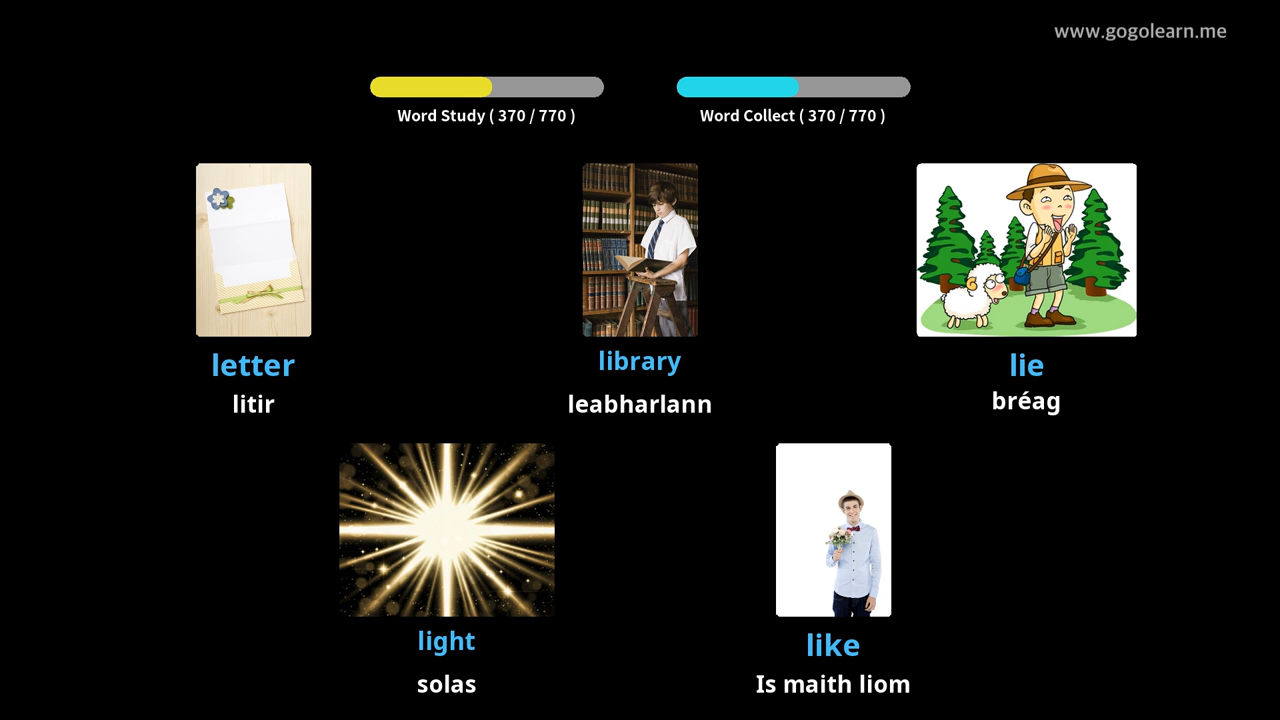 www.gogolearn.me
Word Study ( 370 / 770 )
Word Collect ( 370 / 770 )
letter
litir
library
leabharlann
lie
bréag
light
solas
like
Is maith liom